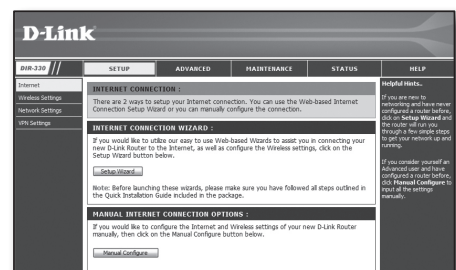 D-Link
DIR-330 //
SETUP
ADVANCED
MAINTENANCE
STATUS
HELP
Internet
Wireless Settings
Network Settings
VPN Settings
INTERNET CONNECTION :
There are 2 ways to setup your Internet connection. You can use the Web-based Internet
Connection Setup Wizard or you can manually configure the connection.
INTERNET CONNECTION WIZARD :
If you would like to utilize our easy to use Web-based Wizards to assist you in connecting your
new D-Link Router to the Internet, as well as configure the Wireless settings, click on the
Setup Wizard button below.
Setup Wizard
Note: Before launching these wizards, please make sure you have followed all steps outlined in
the Quick Installation Guide included in the package.
MANUAL INTERNET CONNECTION OPTIONS :
If you would like to configure the Internet and Wireless settings of your new D-Link Router
manually, then click on the Manual Configure button below.
Manual Configure
Helpful Hints..
If you are new to
networking and have never
configured a router before,
click on Setup Wizard and
the router will run you
through a few simple steps
to get your network up and
running.
If you consider yourself an
Advanced user and have
configured a router before,
click Manual Configure to
input all the settings
manually.